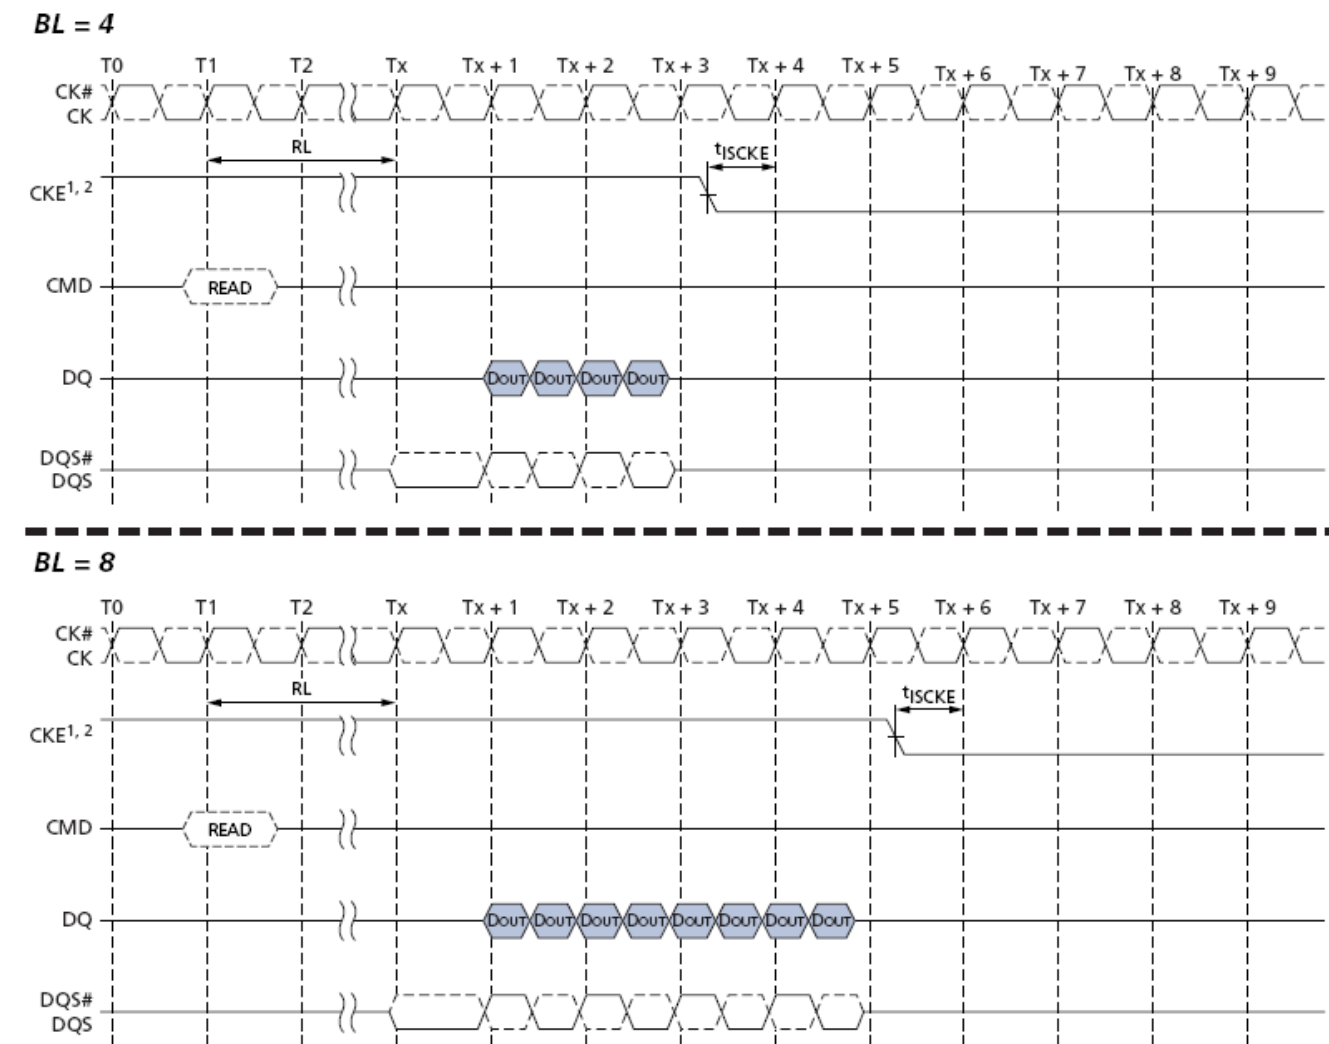 BL = 4
T0 T1 T2 Tx Tx + 1 Tx + 2 Tx + 3 Tx + 4 Tx + 5 Tx + 6 Tx + 7 Tx + 8 Tx + 9
CK#
CK
RL
tISCKE
CKE1, 2
CMD
READ
DQ
DOUT DOUT DOUT DOUT
DQS#
DQS
BL = 8
T0 T1 T2 Tx Tx + 1 Tx + 2 Tx + 3 Tx + 4 Tx + 5 Tx + 6 Tx + 7 Tx + 8 Tx + 9
CK#
CK
RL
tISCKE
CKE1, 2
CMD
READ
DQ
DOUT DOUT DOUT DOUT DOUT DOUT DOUT DOUT
DQS#
DQS